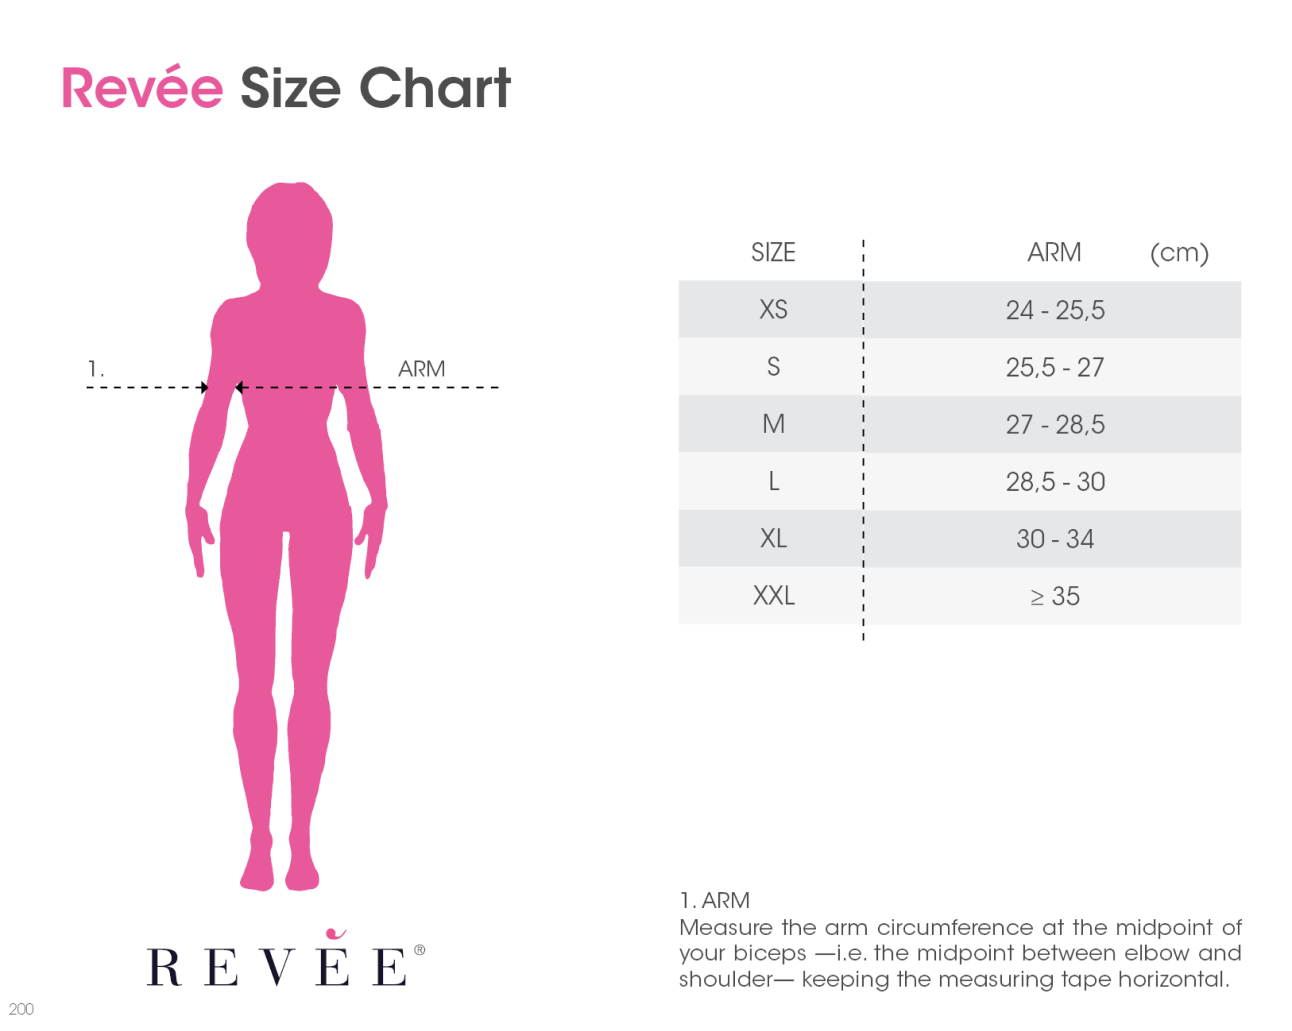 Revée Size Chart
1.
ARM
SIZE ARM (cm)
XS 24 - 25,5
S 25,5 - 27
M 27 - 28,5
L 28,5 - 30
XL 30 - 34
XXL ≥ 35
1. ARM
Measure the arm circumference at the midpoint of
your biceps —i.e. the midpoint between elbow and
shoulder— keeping the measuring tape horizontal.
REVÉE®
200